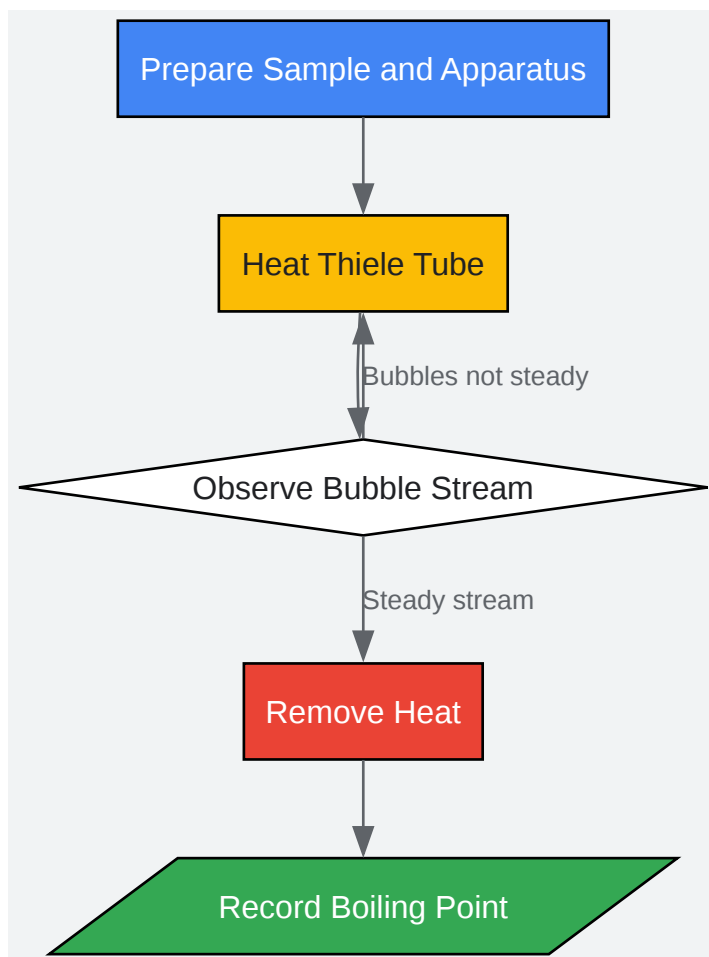 Prepare Sample and Apparatus
Heat Thiele Tube
Bubbles not steady
Observe Bubble Stream
Steady stream
Remove Heat
Record Boiling Point